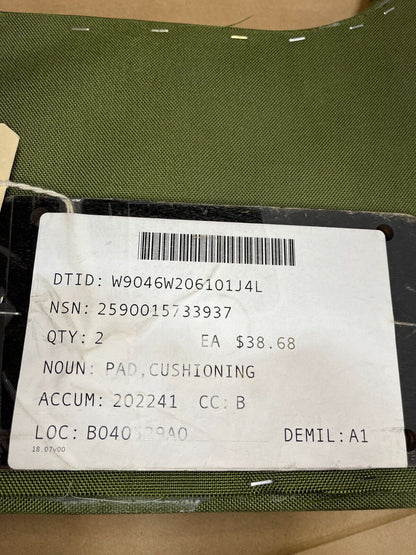 DTID: W9046W206101J4L
NSN: 2590015733937
QTY: 2 EA $38.68
NOUN: PAD,CUSHIONING
ACCUM: 202241 CC: B
LOC: DEMIL: A1
18.07v00